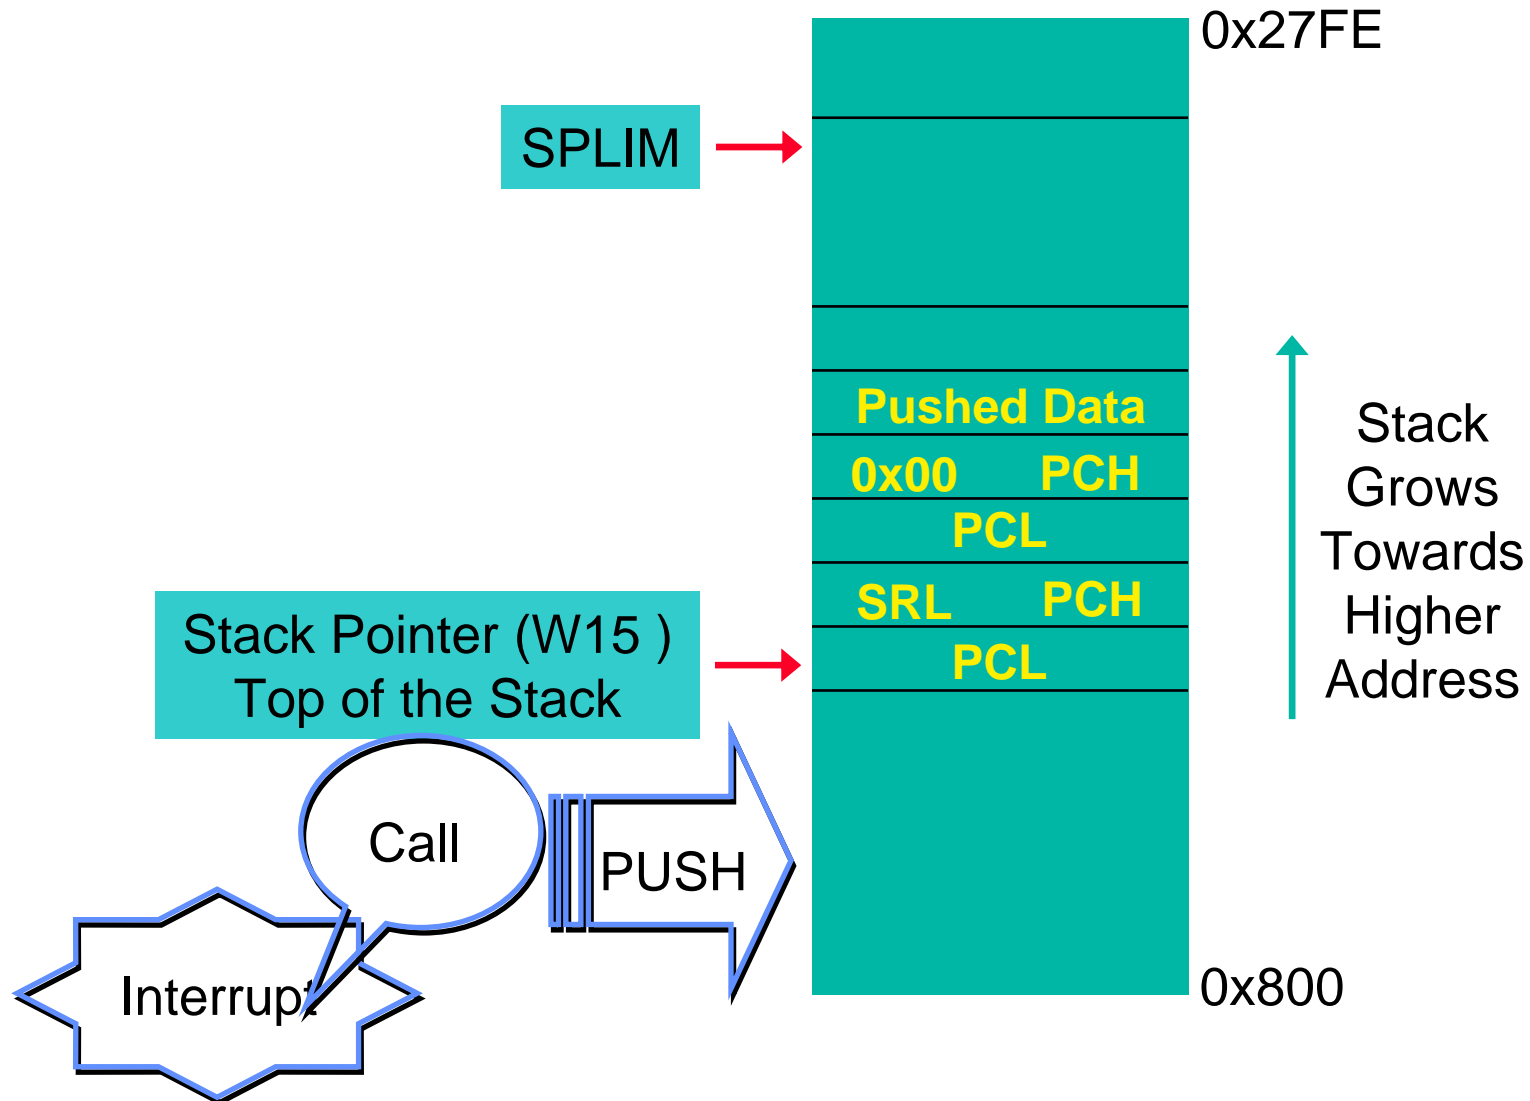 0x27FE
SPLIM
Pushed Data
0x00 PCH
PCL
SRL PCH
PCL
Stack
Grows
Towards
Higher
Address
Stack Pointer (W15 )
Top of the Stack
Call
PUSH
Interrupt
0x800